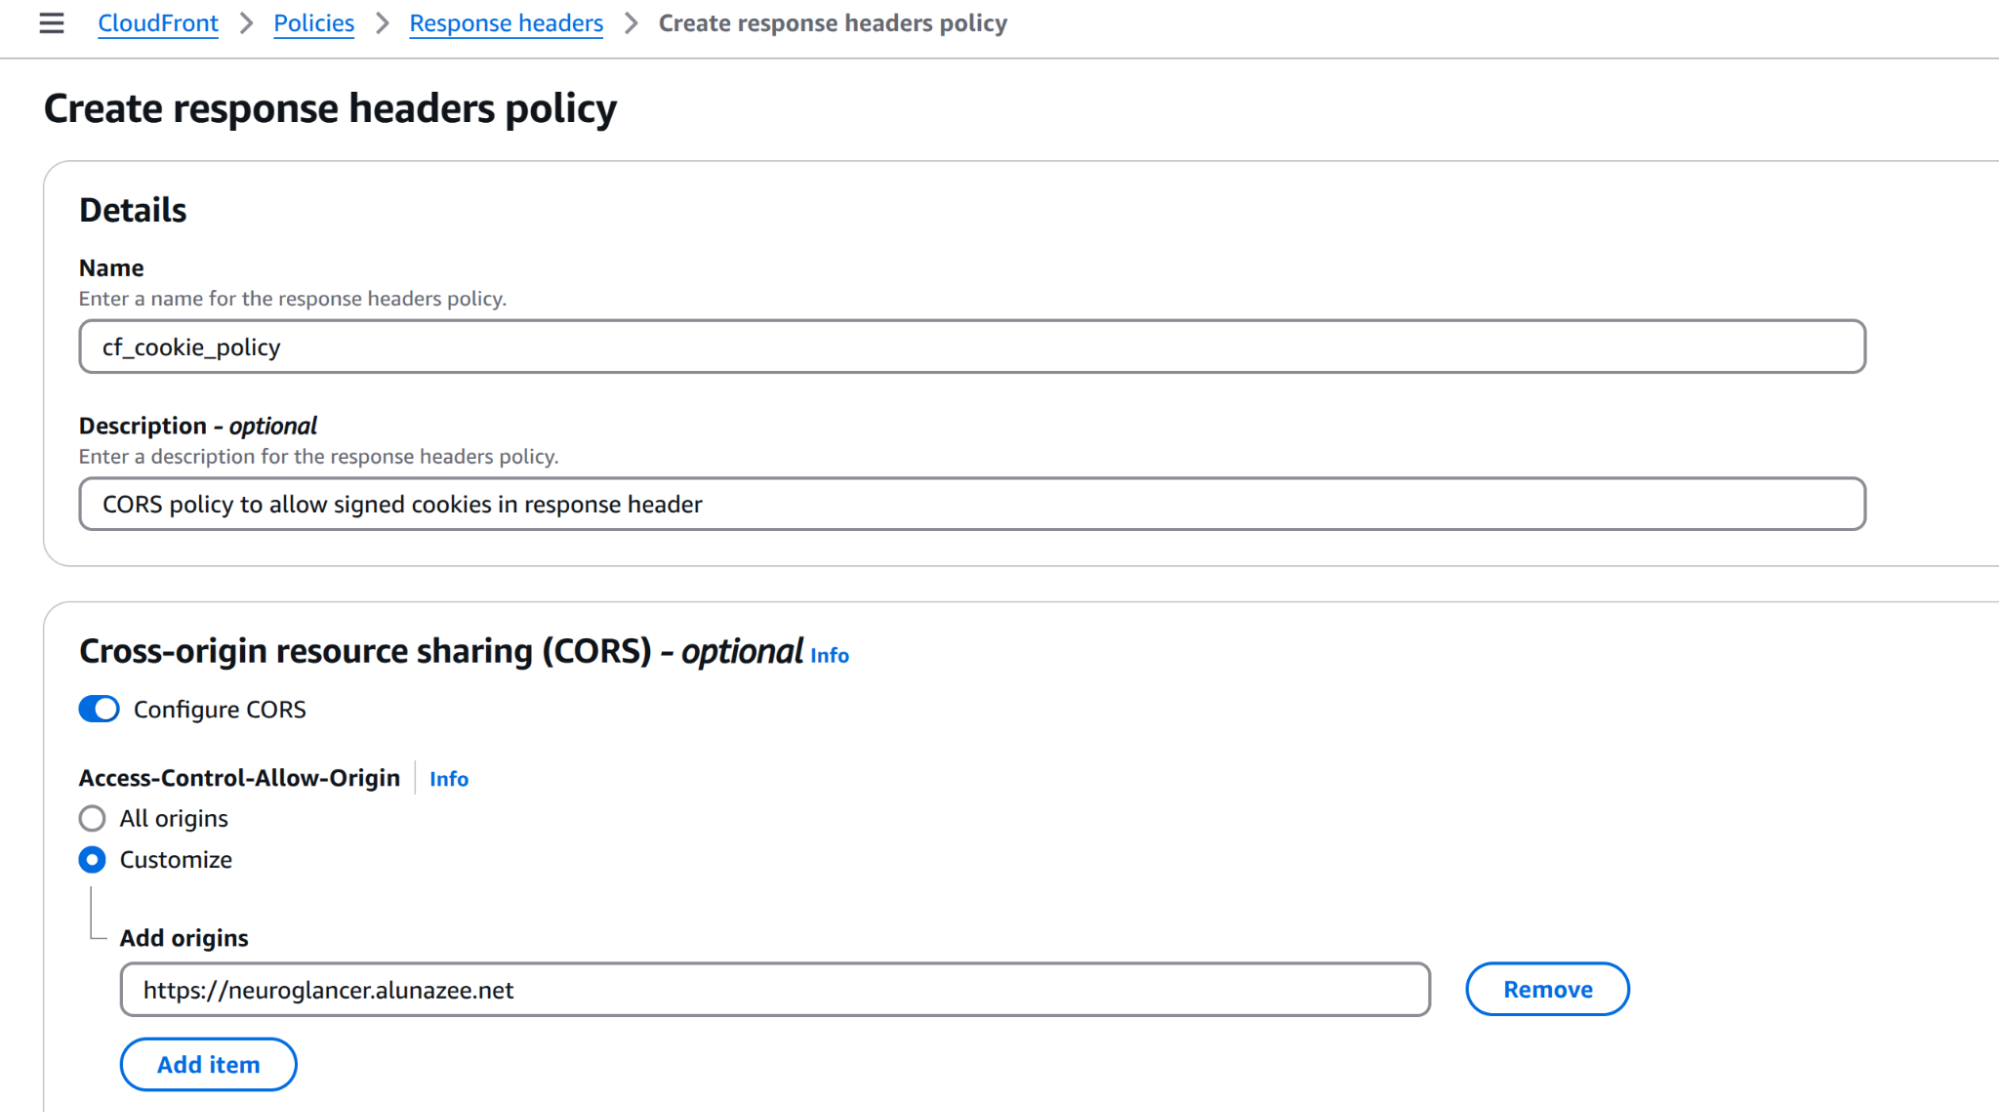 CloudFront > Policies > Response headers > Create response headers policy
Create response headers policy
Details
Name
Enter a name for the response headers policy.
cf_cookie_policy
Description - optional
Enter a description for the response headers policy.
CORS policy to allow signed cookies in response header
Cross-origin resource sharing (CORS) - optional Info
Configure CORS
Access-Control-Allow-Origin Info
All origins
Customize
Add origins
https://neuroglancer.alunazee.net Remove
Add item